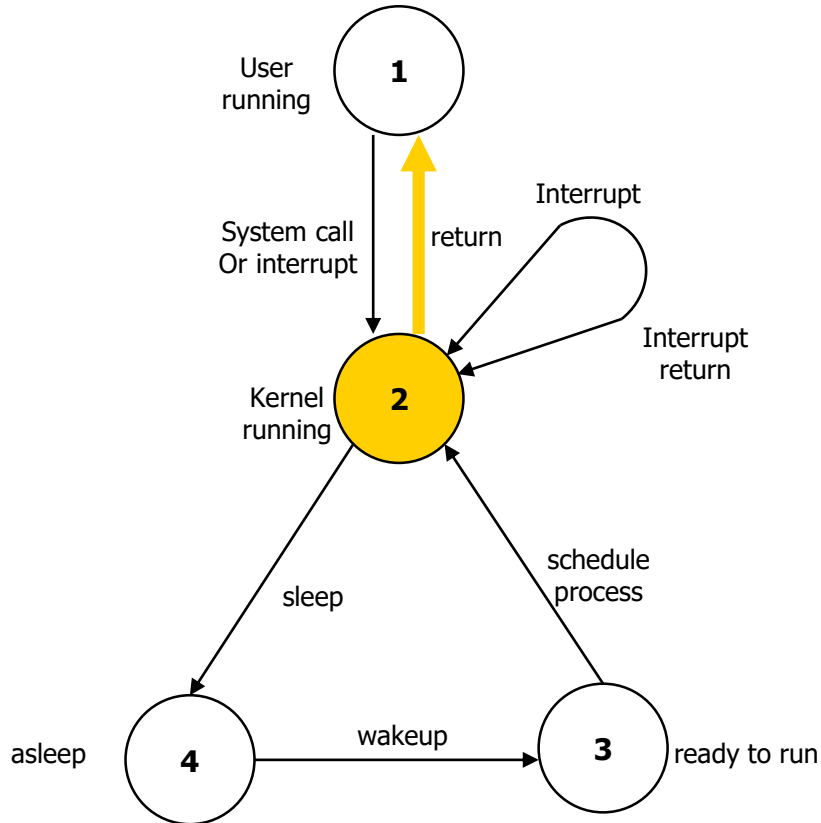 1
User
running
System call
Or interrupt
return
Interrupt
Interrupt
return
2
Kernel
running
sleep
schedule
process
asleep
4
wakeup
3
ready to run